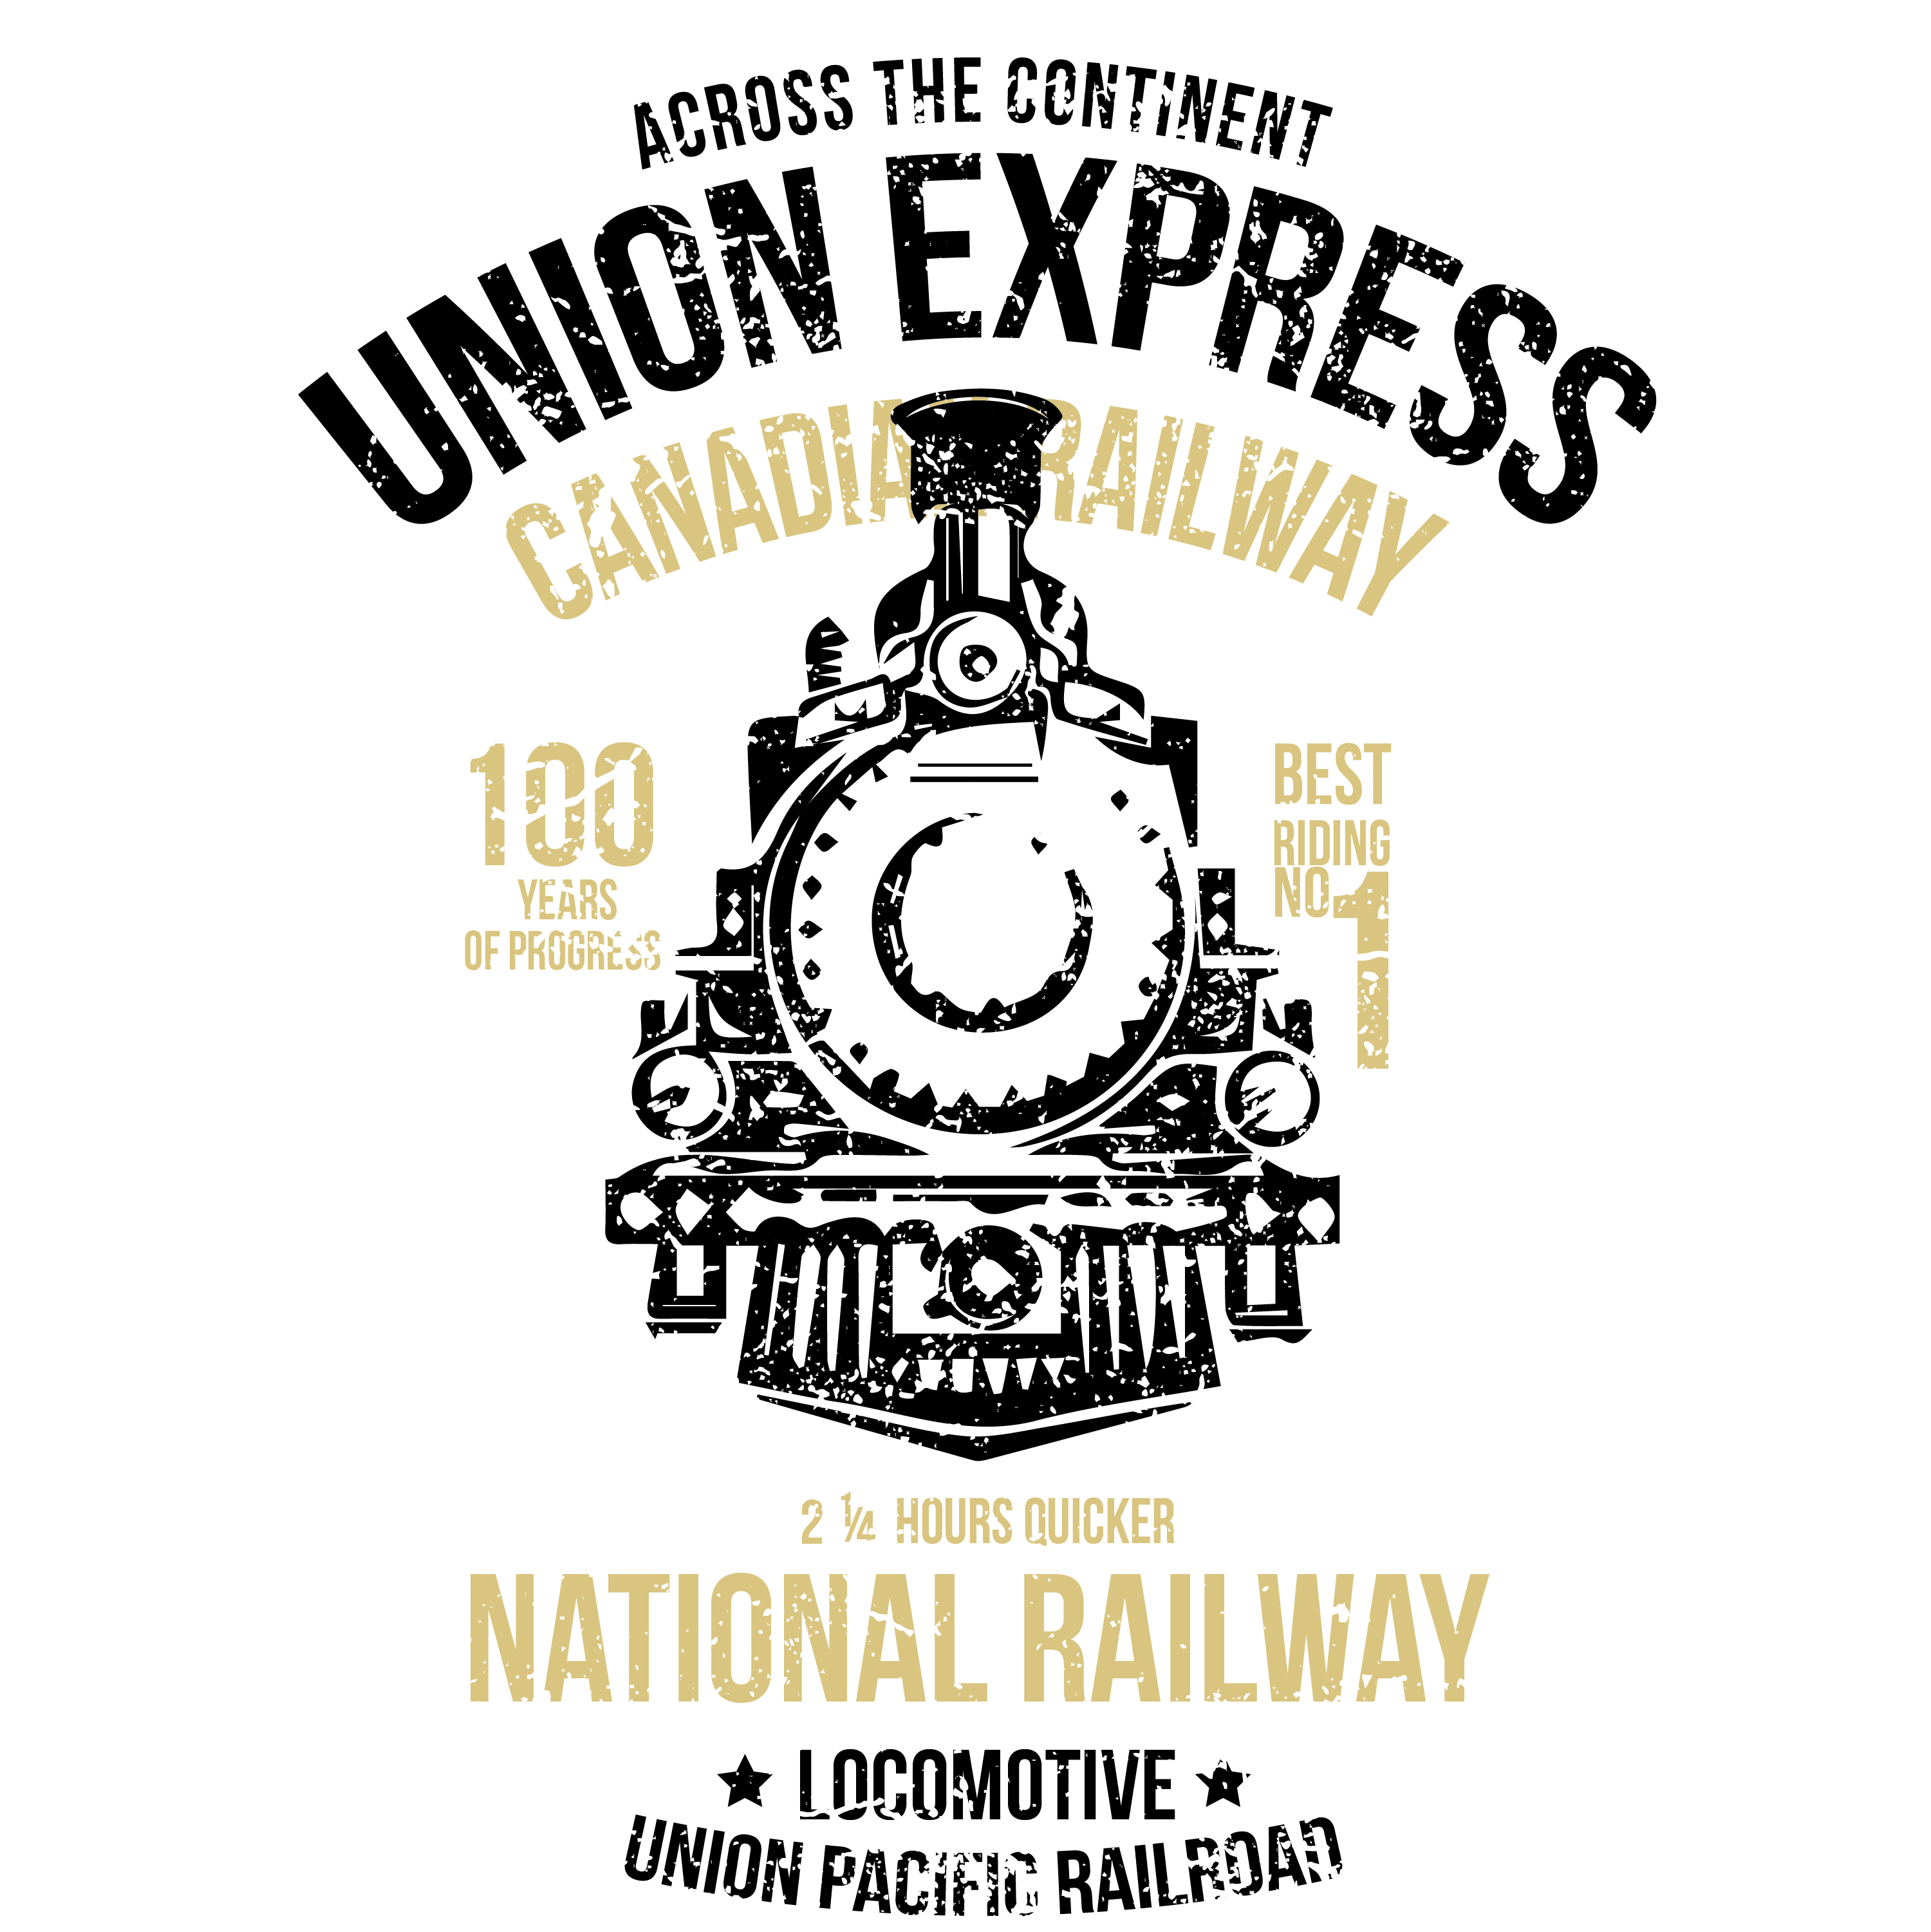 ACROSS THE CONTINENT
UNION EXPRESS
CANADIAN RAILWAY
100
YEARS
OF PROGRESS
BEST
RIDING
NO 1
2 ¼ HOURS QUICKER
NATIONAL RAILWAY
LOCOMOTIVE
UNION PACIFIC RAILROAD